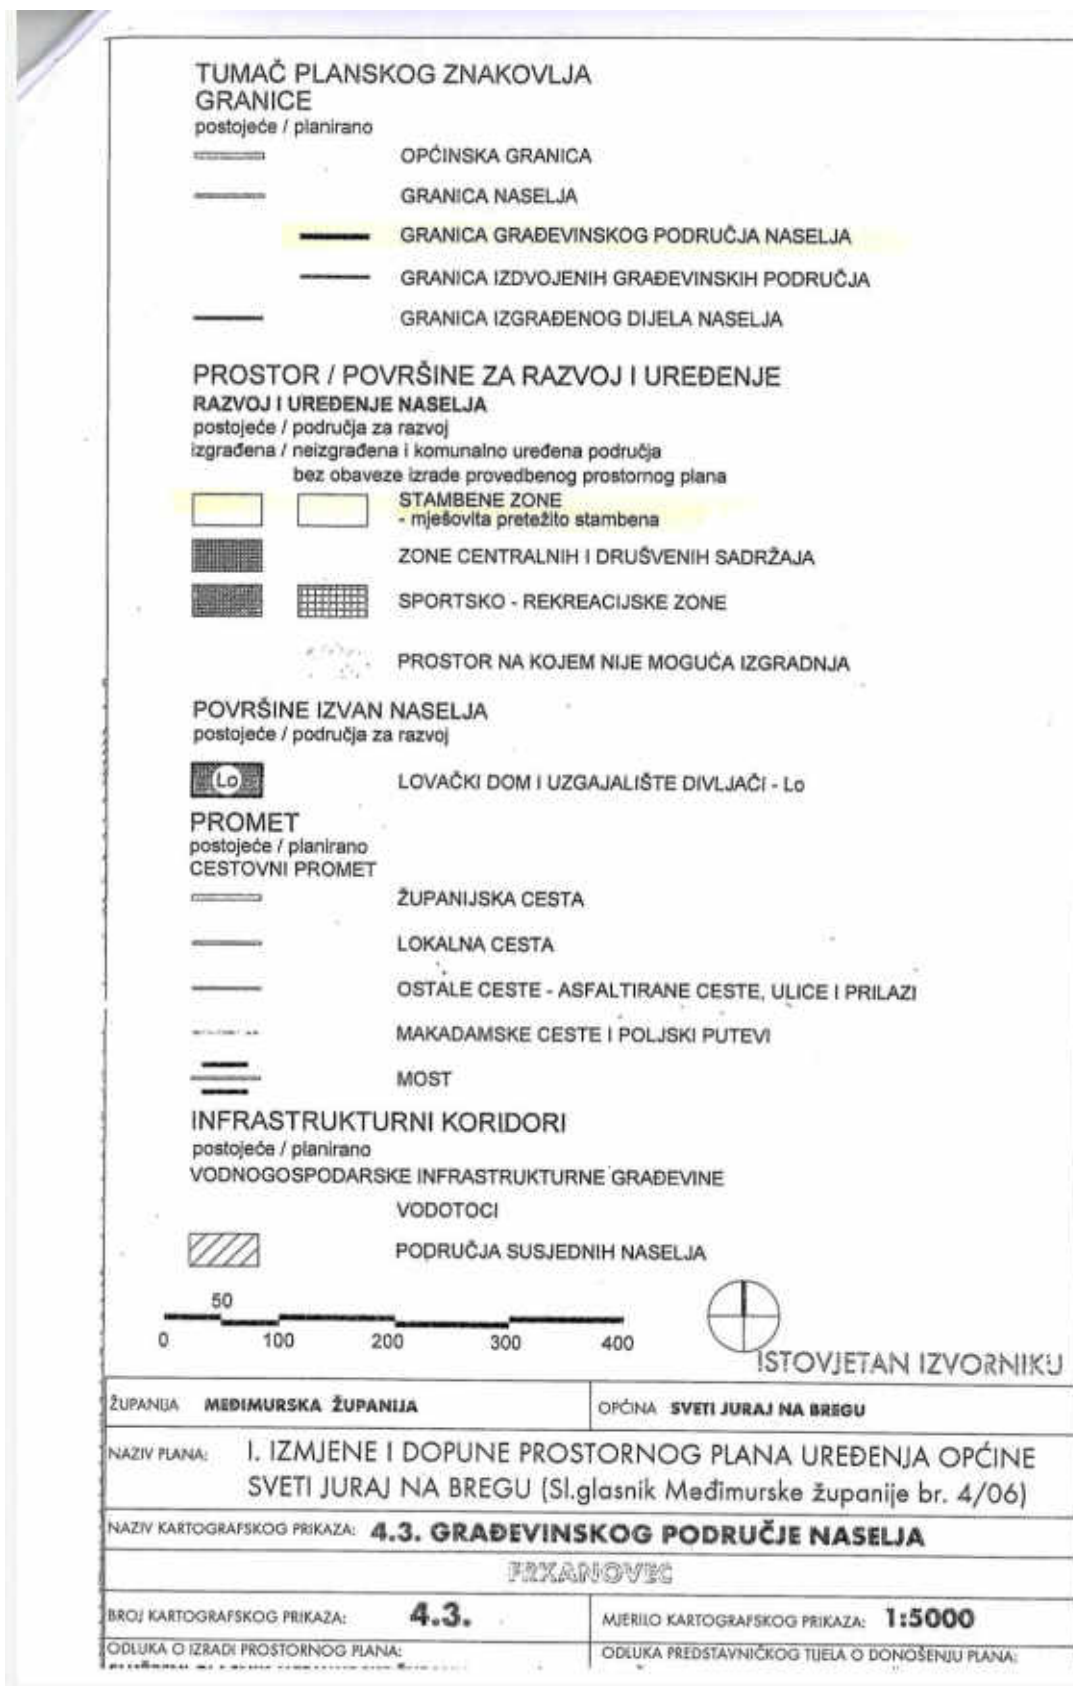 TUMAČ PLANSKOG ZNAKOVLJA
GRANICE
postojeće / planirano
OPĆINSKA GRANICA
GRANICA NASELJA
GRANICA GRAĐEVINSKOG PODRUČJA NASELJA
GRANICA IZDVOJENIH GRAĐEVINSKIH PODRUČJA
GRANICA IZGRAĐENOG DIJELA NASELJA
PROSTOR / POVRŠINE ZA RAZVOJ I UREĐENJE
RAZVOJ I UREĐENJE NASELJA
postojeće / područja za razvoj
izgrađena / neizgrađena i komunalno uređena područja
bez obaveze izrade provedbenog prostornog plana
STAMBENE ZONE
- mješovita pretežito stambena
ZONE CENTRALNIH I DRUŠVENIH SADRŽAJA
SPORTSKO - REKREACIJSKE ZONE
PROSTOR NA KOJEM NIJE MOGUĆA IZGRADNJA
POVRŠINE IZVAN NASELJA
postojeće / područja za razvoj
Lo LOVAČKI DOM I UZGAJALIŠTE DIVLJAČI - Lo
PROMET
postojeće / planirano
CESTOVNI PROMET
ŽUPANIJSKA CESTA
LOKALNA CESTA
OSTALE CESTE - ASFALTIRANE CESTE, ULICE I PRILAZI
MAKADAMSKE CESTE I POLJSKI PUTEVI
MOST
INFRASTRUKTURNI KORIDORI
postojeće / planirano
VODNOGOSPODARSKE INFRASTRUKTURNE GRAĐEVINE
VODOTOCI
PODRUČJA SUSJEDNIH NASELJA
50
0 100 200 300 400
ISTOVJETAN IZVORNIKU
ŽUPANIJA MEĐIMURSKA ŽUPANIJA OPĆINA SVETI JURAJ NA BREGU
NAZIV PLANA: I. IZMJENE I DOPUNE PROSTORNOG PLANA UREĐENJA OPĆINE
SVETI JURAJ NA BREGU (Sl.glasnik Međimurske županije br. 4/06)
NAZIV KARTOGRAFSKOG PRIKAZA: 4.3. GRAĐEVINSKOG PODRUČJE NASELJA
FRKANOVEC
BROJ KARTOGRAFSKOG PRIKAZA: 4.3. MJERILO KARTOGRAFSKOG PRIKAZA: 1:5000
ODLUKA O IZRADI PROSTORNOG PLANA: ODLUKA PREDSTAVNIČKOG TIJELA O DONOŠENJU PLANA: